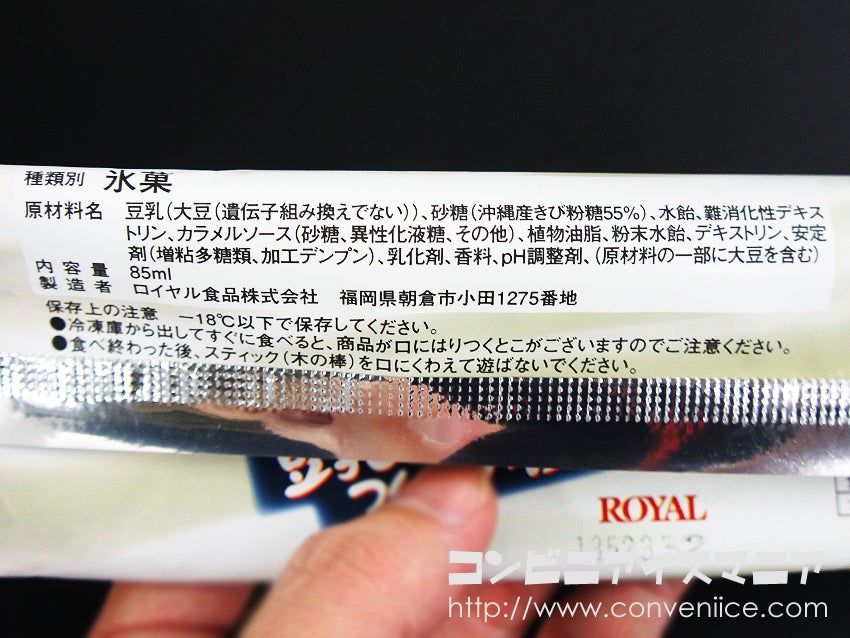 種類別 氷菓
原材料名 豆乳(大豆(遺伝子組み換えでない))、砂糖(沖縄産きび粉糖55%)、水飴、難消化性デキス
トリン、カラメルソース(砂糖、異性化液糖、その他)、植物油脂、粉末水飴、デキストリン、安定
剤(増粘多糖類、加工デンプン)、乳化剤、香料、pH調整剤、(原材料の一部に大豆を含む)
内容量 85ml
製造者 ロイヤル食品株式会社 福岡県朝倉市小田1275番地
保存上の注意 −18℃以下で保存してください。
●冷凍庫から出してすぐに食べると、商品が口にはりつくとこがございますのでご注意ください。
●食べ終わった後、スティック(木の棒)を口にくわえて遊ばないでください。
ROYAL
コンビニアイスマニア
http://www.conveniice.com/